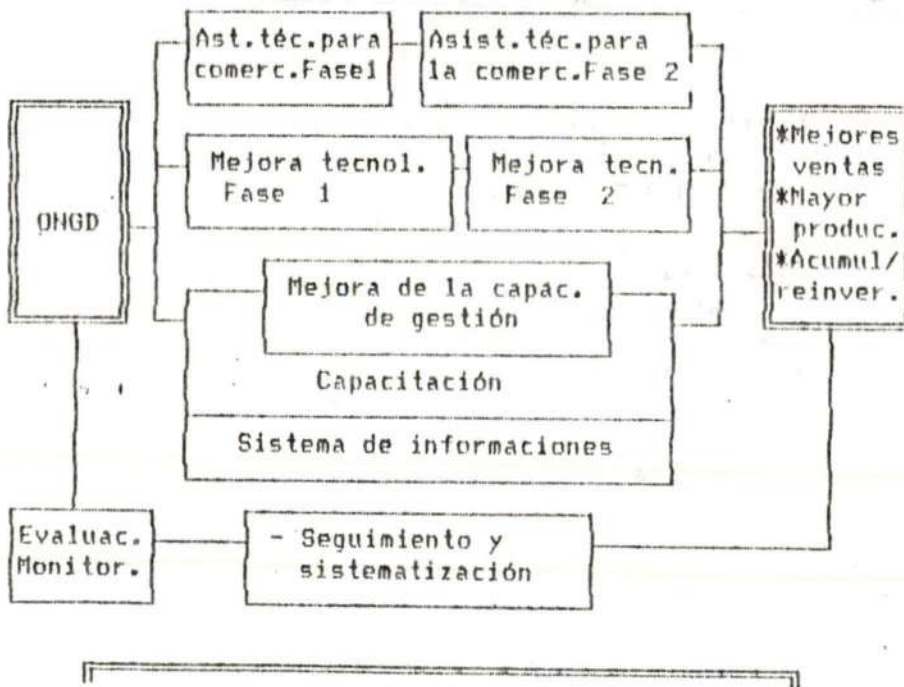 Ast.téc.para
comerc.Fase1
Asist.téc.para
la comerc.Fase 2
ONGD
Mejora tecnol.
Fase 1
Mejora tecn.
Fase 2
*Mejores
ventas
*Mayor
produc.
*Acumul/
reinver.
Mejora de la capac.
de gestión
Capacitación
Sistema de informaciones
Evaluac.
Monitor.
- Seguimiento y
sistematización